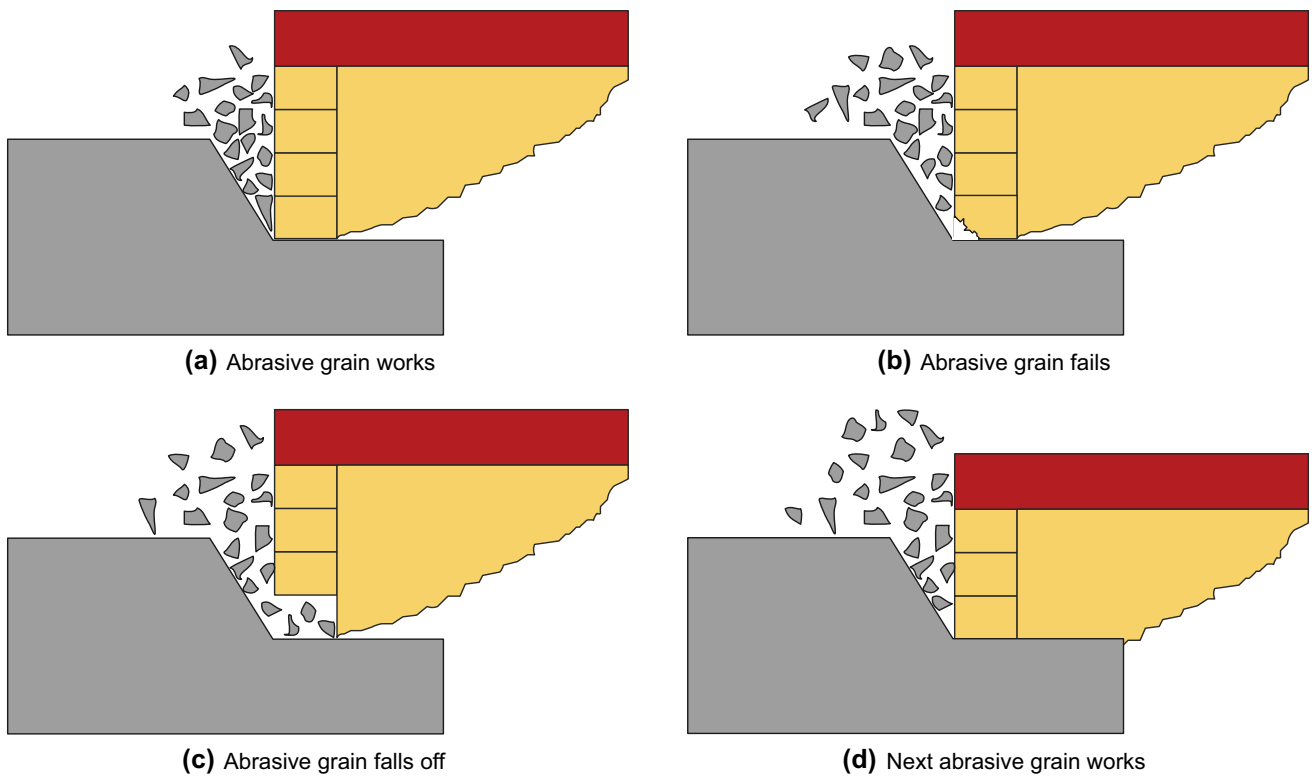 (a) Abrasive grain works
(b) Abrasive grain fails
(c) Abrasive grain falls off
(d) Next abrasive grain works